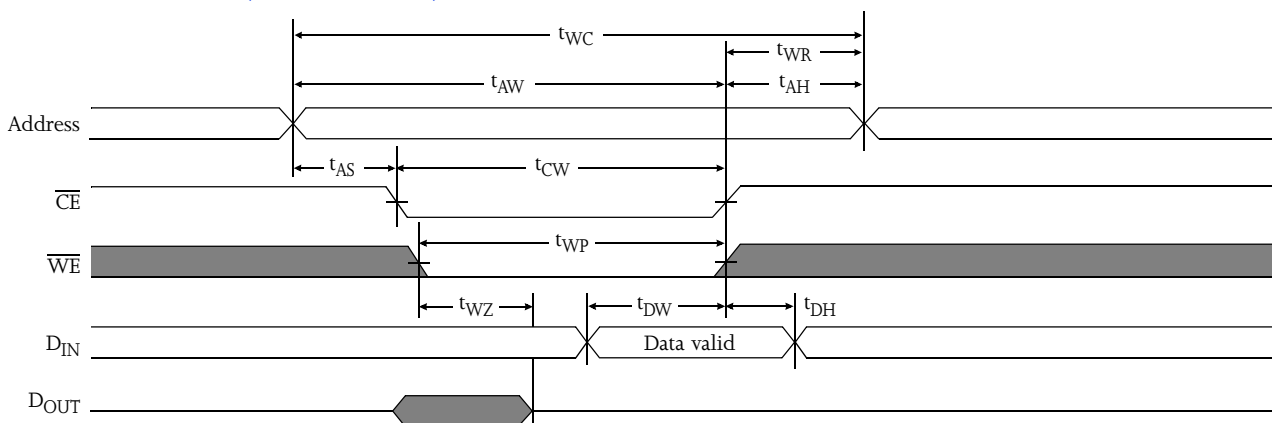 tWC
tWR
tAW
tAH
Address
tAS
tCW
CE
tWP
WE
tWZ
tDW
tDH
DIN
Data valid
DOUT